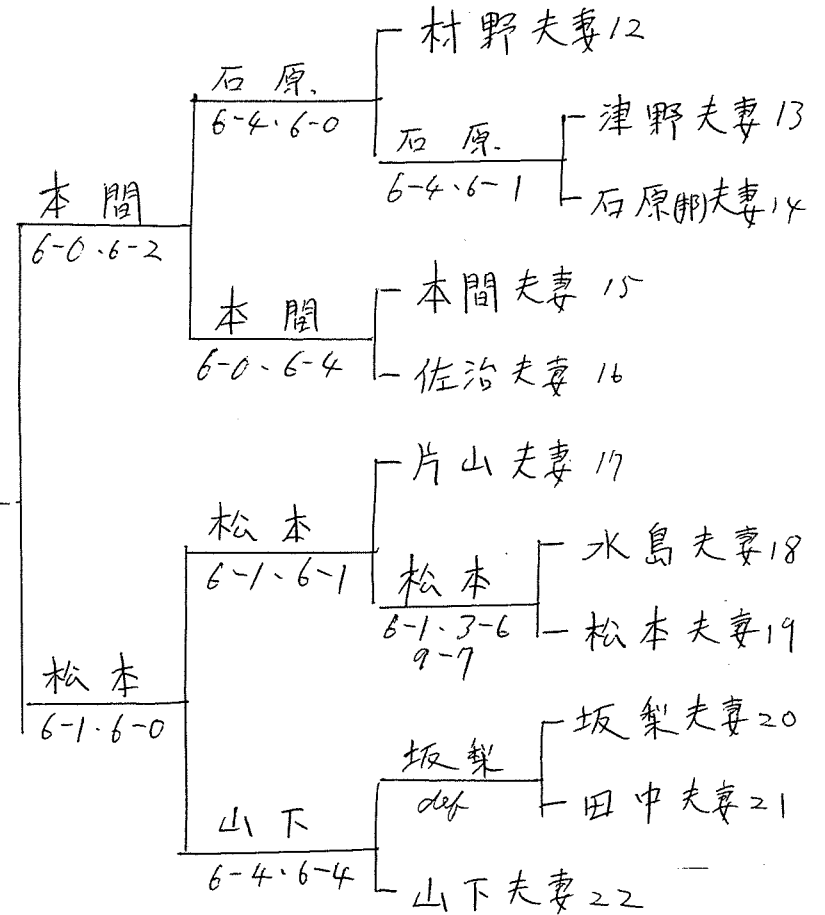 村野夫妻12
石原.
6-4・6-0
津野夫妻13
石原.
6-4・6-1
石原(邦)夫妻14
本間
6-0・6-2
本間夫妻 15
本間
6-0・6-4
佐治夫妻 16
片山夫妻17
松本
6-1・6-1
水島夫妻18
松本
6-1・3-6
9-7
松本夫妻19
松本
6-1・6-0
坂梨夫妻20
坂梨
def
田中夫妻21
山下
6-4・6-4
山下夫妻22